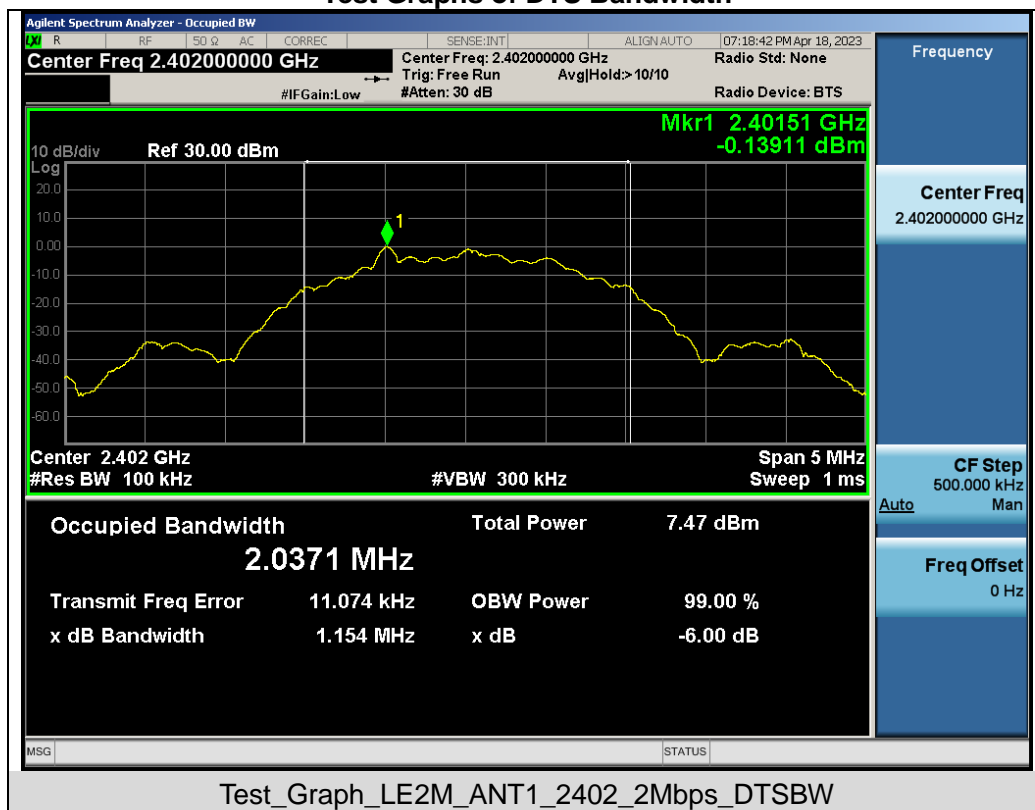 Test Graphs of DTS Bandwidth
Agilent Spectrum Analyzer - Occupied BW
LXI R RF 50 Ω AC CORREC SENSE:INT ALIGN AUTO 07:18:42 PM Apr 18, 2023
Center Freq 2.402000000 GHz
Center Freq: 2.402000000 GHz
Radio Std: None
Trig: Free Run Avg|Hold:> 10/10
#IFGain:Low #Atten: 30 dB Radio Device: BTS
Frequency
Mkr1 2.40151 GHz
-0.13911 dBm
10 dB/div Ref 30.00 dBm
Log
20.0
10.0
0.00
-10.0
-20.0
-30.0
-40.0
-50.0
-60.0
1
Center 2.402 GHz Span 5 MHz
#Res BW 100 kHz #VBW 300 kHz Sweep 1 ms
Center Freq
2.402000000 GHz
CF Step
500.000 kHz
Auto Man
Freq Offset
0 Hz
Occupied Bandwidth Total Power 7.47 dBm
2.0371 MHz
Transmit Freq Error 11.074 kHz OBW Power 99.00 %
x dB Bandwidth 1.154 MHz x dB -6.00 dB
MSG STATUS
Test_Graph_LE2M_ANT1_2402_2Mbps_DTSBW